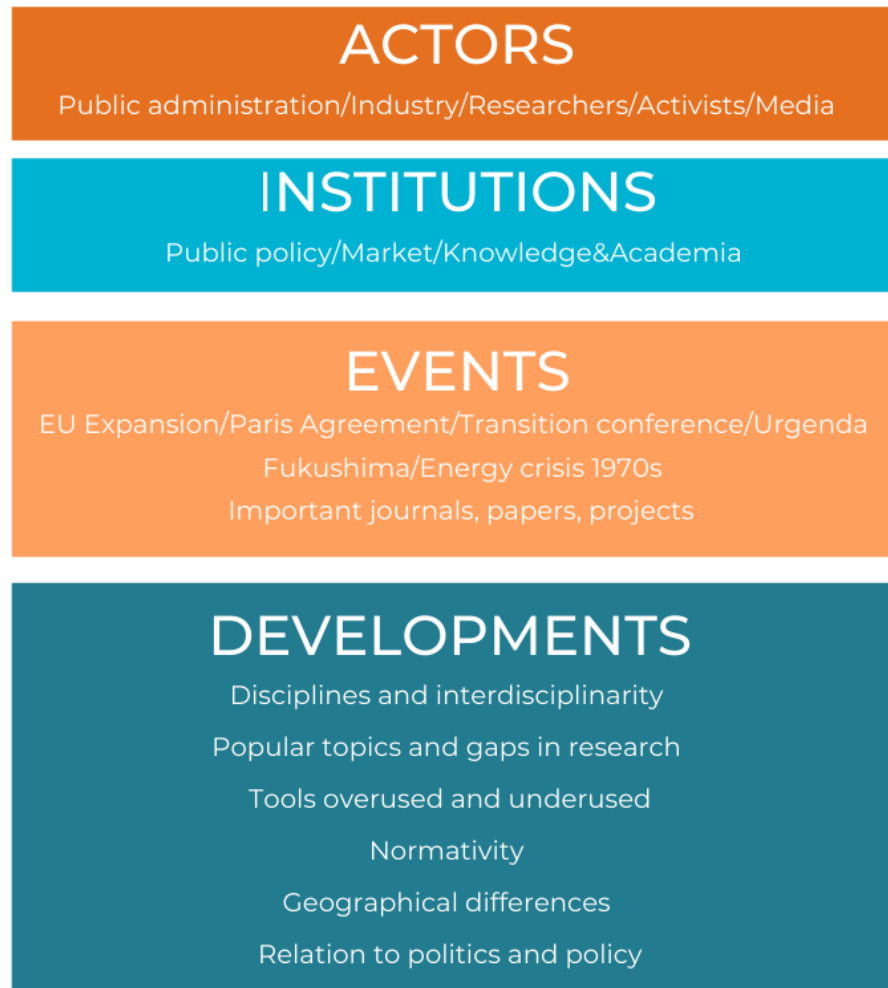 ACTORS
Public administration/Industry/Researchers/Activists/Media
INSTITUTIONS
Public policy/Market/Knowledge&Academia
EVENTS
EU Expansion/Paris Agreement/Transition conference/Urgenda
Fukushima/Energy crisis 1970s
Important journals, papers, projects
DEVELOPMENTS
Disciplines and interdisciplinarity
Popular topics and gaps in research
Tools overused and underused
Normativity
Geographical differences
Relation to politics and policy